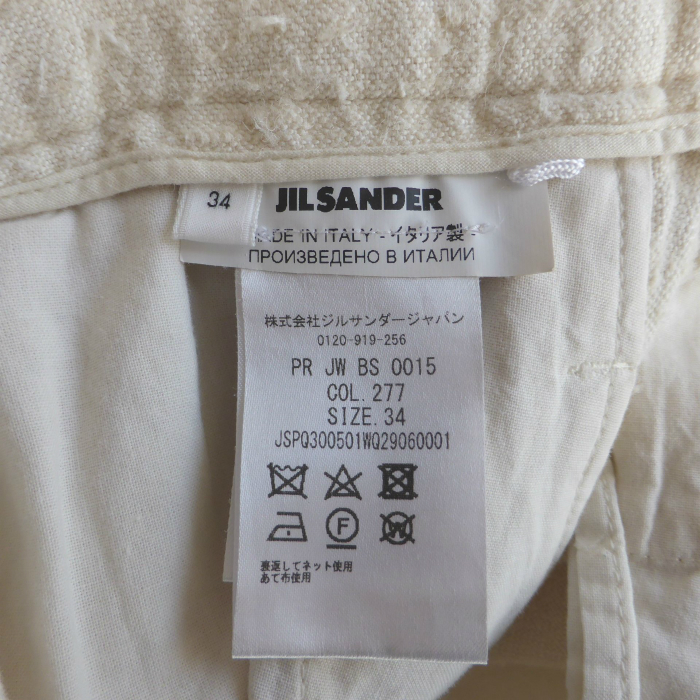 34
JILSANDER
MADE IN ITALY - イタリア製 -
ПРОИЗВЕДЕНО В ИТАЛИИ
株式会社ジルサンダージャパン
0120-919-256
PR JW BS 0015
COL.277
SIZE.34
JSPQ300501WQ29060001
F
W
裏返してネット使用
あて布使用